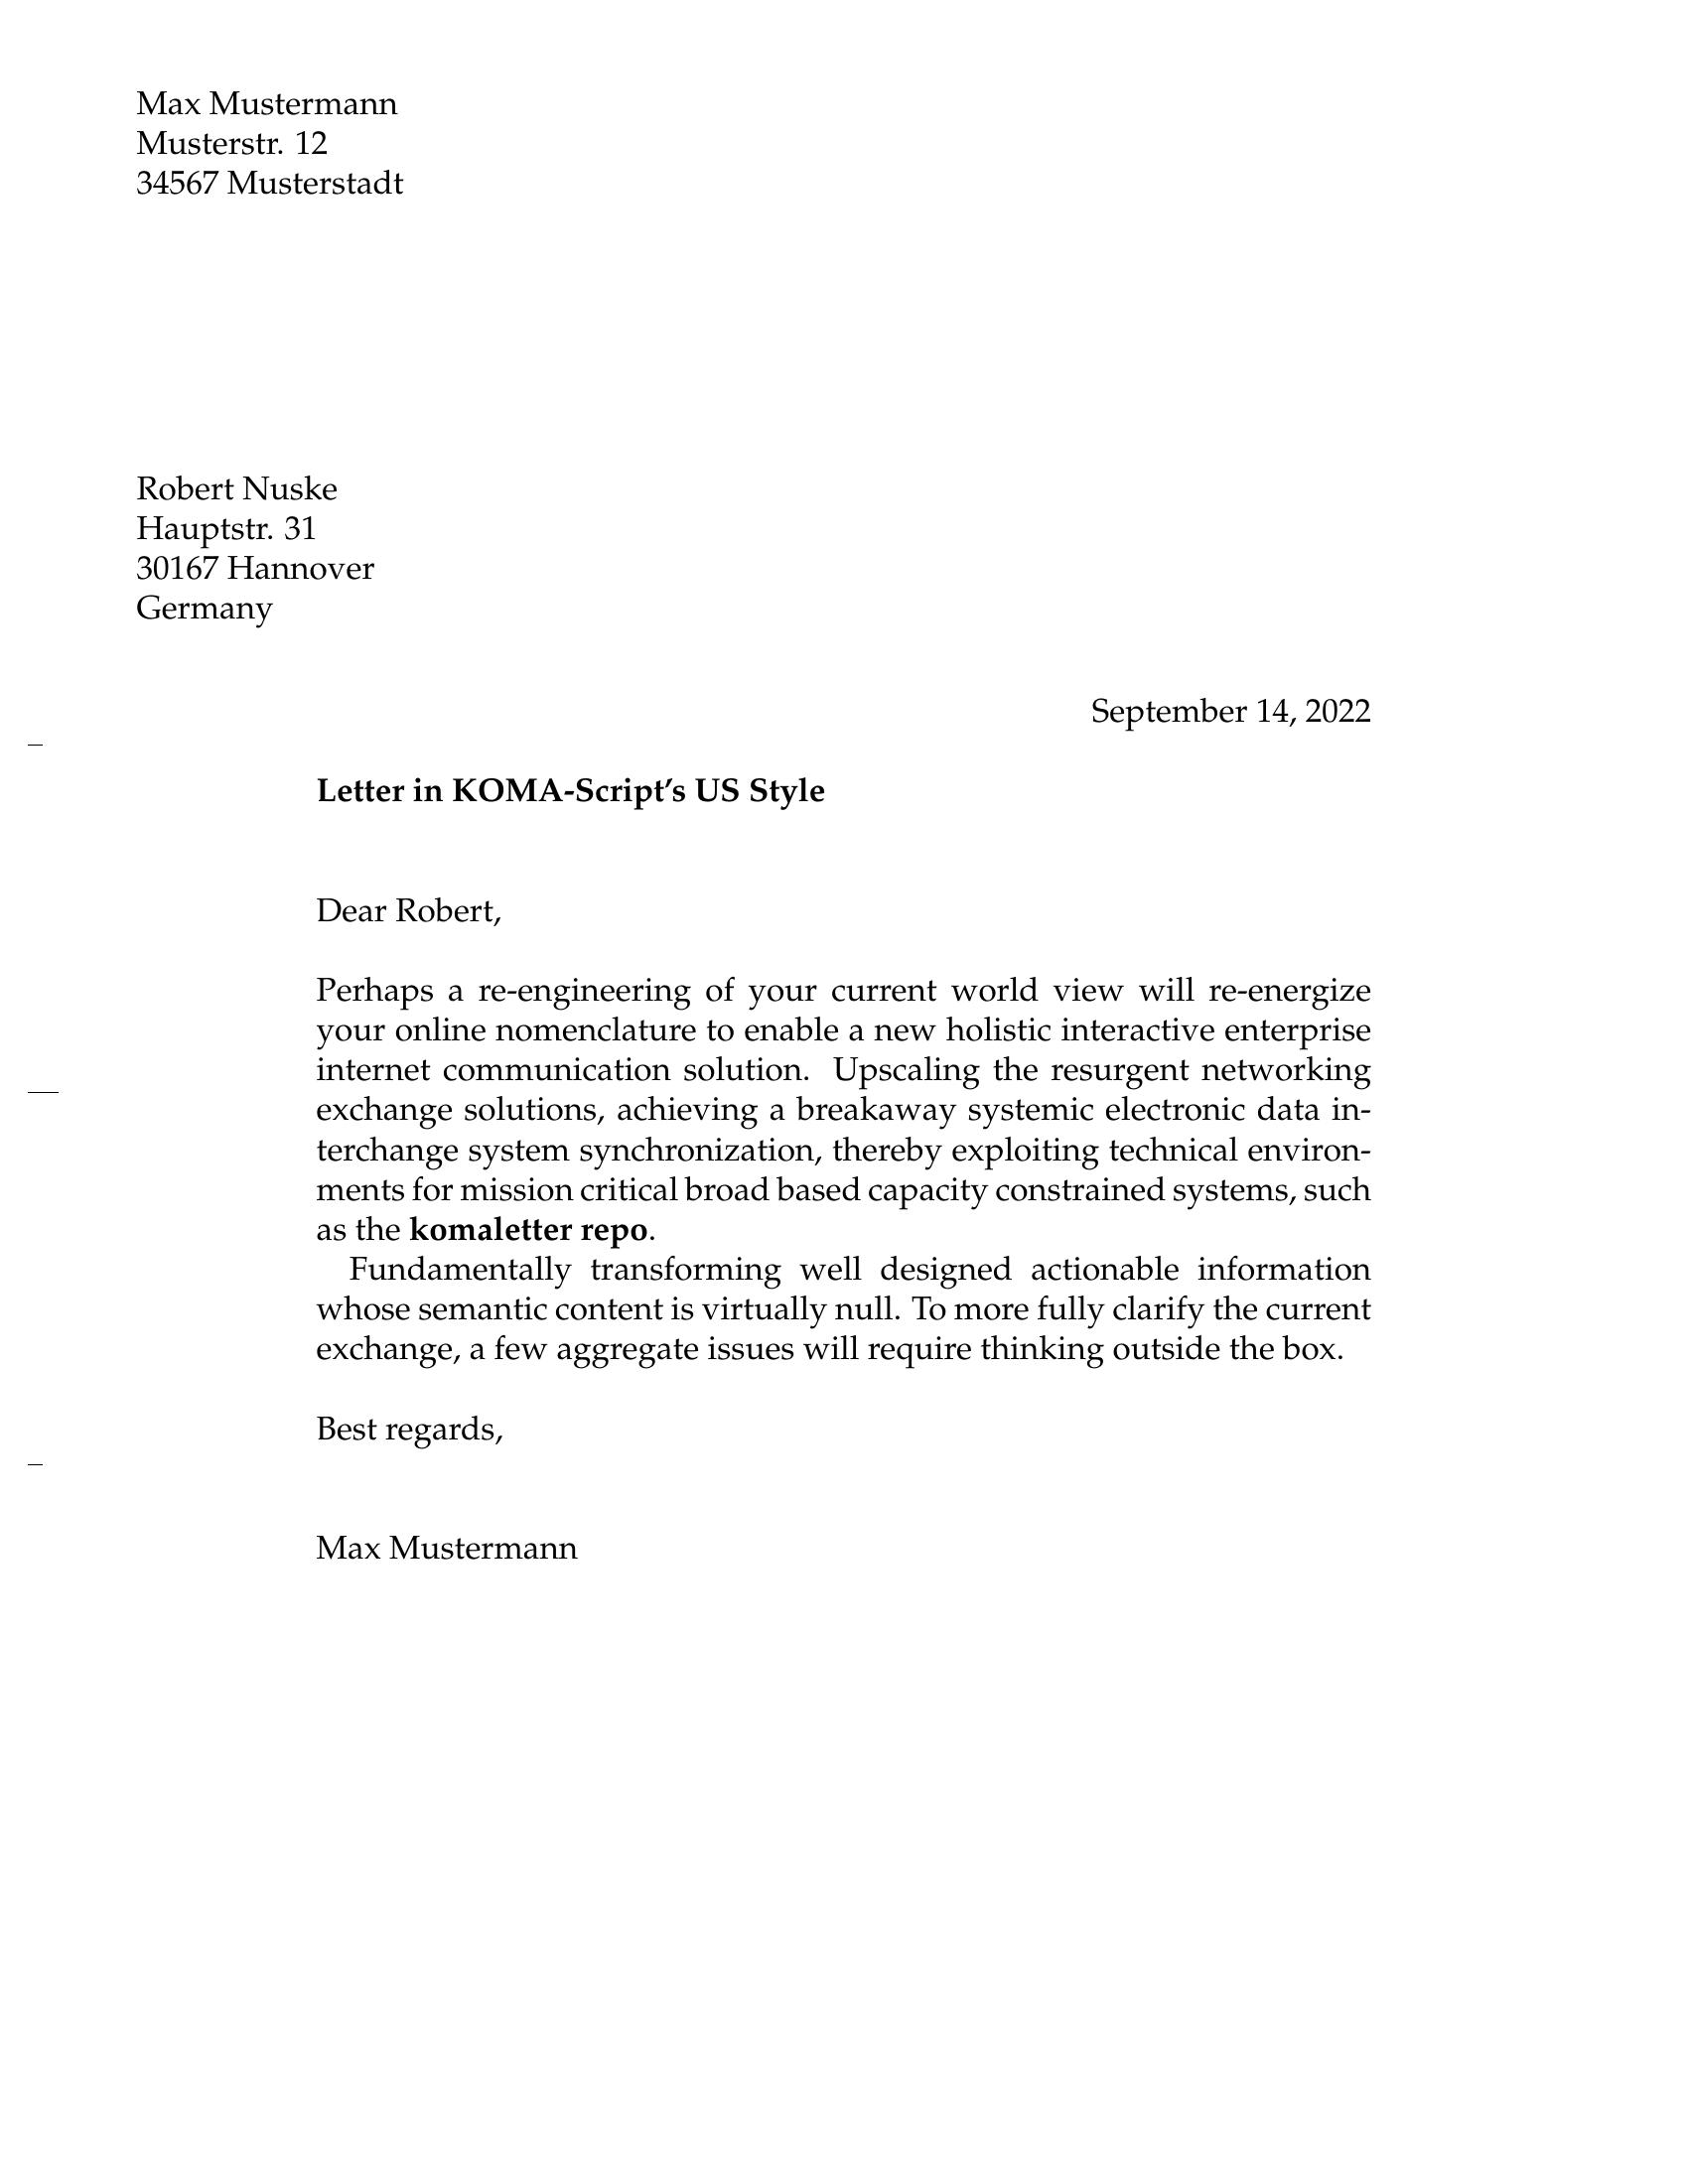 Max Mustermann
Musterstr. 12
34567 Musterstadt
Robert Nuske
Hauptstr. 31
30167 Hannover
Germany
September 14, 2022
Letter in KOMA-Script’s US Style
Dear Robert,
Perhaps a re-engineering of your current world view will re-energize
your online nomenclature to enable a new holistic interactive enterprise
internet communication solution. Upscaling the resurgent networking
exchange solutions, achieving a breakaway systemic electronic data in-
terchange system synchronization, thereby exploiting technical environ-
ments for mission critical broad based capacity constrained systems, such
as the komaletter repo.
Fundamentally transforming well designed actionable information
whose semantic content is virtually null. To more fully clarify the current
exchange, a few aggregate issues will require thinking outside the box.
Best regards,
Max Mustermann